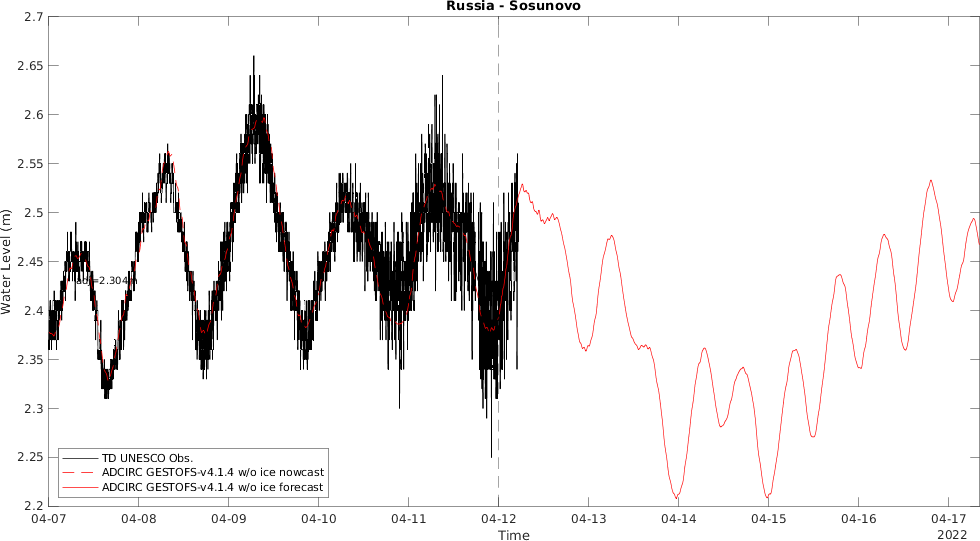 Russia - Sosunovo
2.7
2.65
2.6
2.55
2.5
2.45
2.4
2.35
2.3
2.25
2.2
Water Level (m)
adj=2.304m
TD UNESCO Obs.
ADCIRC GESTOFS-v4.1.4 w/o ice nowcast
ADCIRC GESTOFS-v4.1.4 w/o ice forecast
04-07 04-08 04-09 04-10 04-11 04-12 04-13 04-14 04-15 04-16 04-17
Time
2022